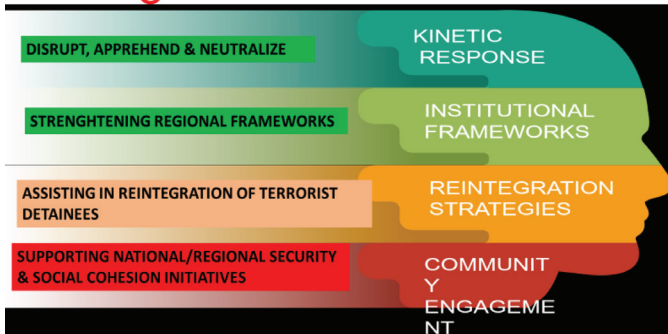 DISRUPT, APPREHEND & NEUTRALIZE
KINETIC
RESPONSE
STRENGHTENING REGIONAL FRAMEWORKS
INSTITUTIONAL
FRAMEWORKS
ASSISTING IN REINTEGRATION OF TERRORIST
DETAINEES
REINTEGRATION
STRATEGIES
SUPPORTING NATIONAL/REGIONAL SECURITY
& SOCIAL COHESION INITIATIVES
COMMUNIT
Y
ENGAGEME
NT